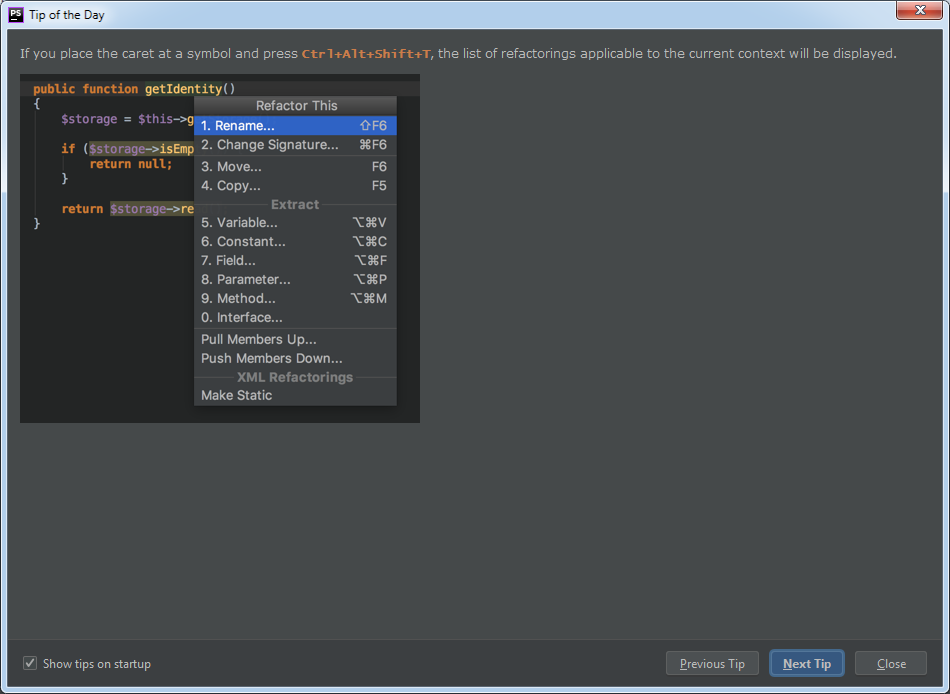 PS Tip of the Day
If you place the caret at a symbol and press Ctrl+Alt+Shift+T, the list of refactorings applicable to the current context will be displayed.
public function getIdentity()
{
$storage = $this->g
if ($storage->isEmp
return null;
}
return $storage->re
}
Refactor This
1. Rename... ⇧F6
2. Change Signature... ⌘F6
3. Move... F6
4. Copy... F5
Extract
5. Variable... ⌥⌘V
6. Constant... ⌥⌘C
7. Field... ⌥⌘F
8. Parameter... ⌥⌘P
9. Method... ⌥⌘M
0. Interface...
Pull Members Up...
Push Members Down...
XML Refactorings
Make Static
Show tips on startup
Previous Tip
Next Tip
Close